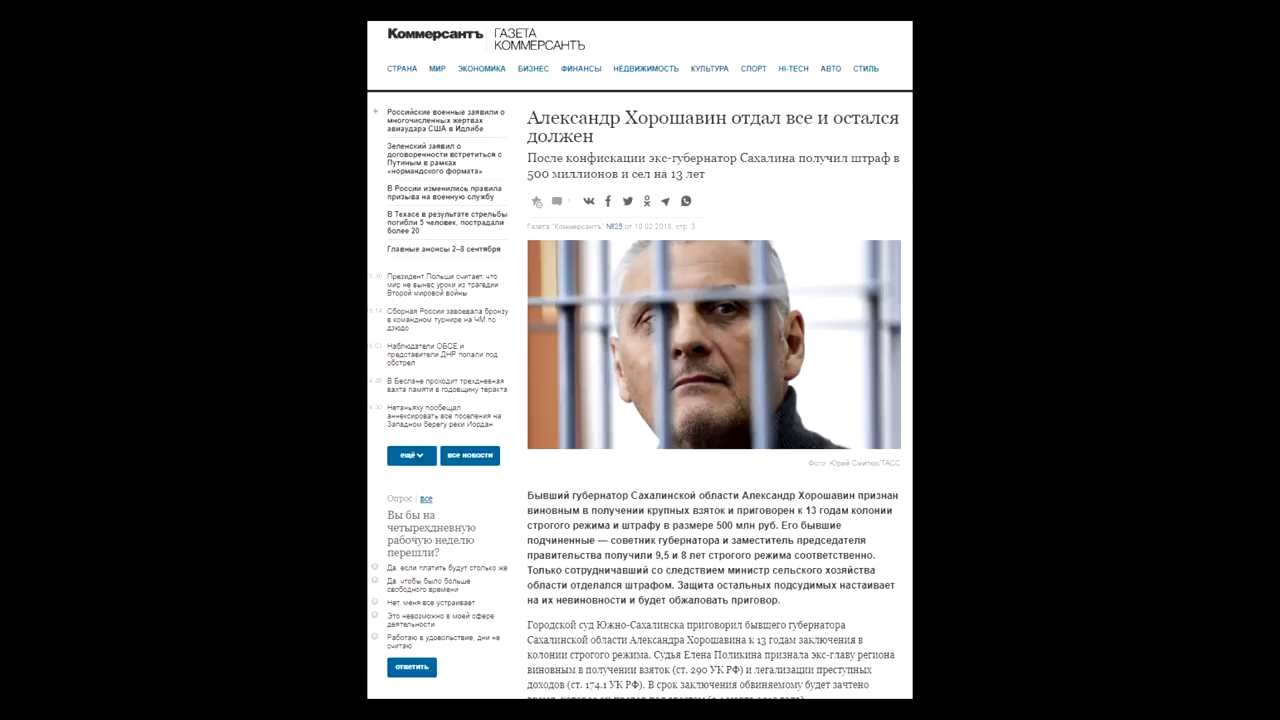 Коммерсантъ
ГАЗЕТА
КОММЕРСАНТЪ
СТРАНА МИР ЭКОНОМИКА БИЗНЕС ФИНАНСЫ НЕДВИЖИМОСТЬ КУЛЬТУРА СПОРТ HI-TECH АВТО СТИЛЬ
Российские военные заявили о
многочисленных жертвах
авиаудара США в Идлибе
Зеленский заявил о
договоренности встретиться с
Путиным в рамках
«нормандского формата»
В России изменились правила
призыва на военную службу
В Техасе в результате стрельбы
погибли 5 человек, пострадали
более 20
Главные анонсы 2–8 сентября
Президент Польши считает, что
мир не вынес уроки из трагедии
Второй мировой войны
Сборная России завоевала бронзу
в командном турнире на ЧМ по
дзюдо
Наблюдатели ОБСЕ и
представители ДНР попали под
обстрел
В Беслане проходит трехдневная
вахта памяти в годовщину теракта
Нетаньяху пообещал
аннексировать все поселения на
Западном берегу реки Иордан
ещё все новости
Опрос | все
Вы бы на
четырехдневную
рабочую неделю
перешли?
Да, если платить будут столько же
Да, чтобы было больше
свободного времени
Нет, меня все устраивает
Это невозможно в моей сфере
деятельности
Работаю в удовольствие, дни не
считаю
ответить
Александр Хорошавин отдал все и остался
должен
После конфискации экс-губернатор Сахалина получил штраф в
500 миллионов и сел на 13 лет
Газета "Коммерсантъ" №25 от 10.02.2018, стр. 3
Фото: Юрий Смитюк/ТАСС
Бывший губернатор Сахалинской области Александр Хорошавин признан
виновным в получении крупных взяток и приговорен к 13 годам колонии
строгого режима и штрафу в размере 500 млн руб. Его бывшие
подчиненные — советник губернатора и заместитель председателя
правительства получили 9,5 и 8 лет строгого режима соответственно.
Только сотрудничавший со следствием министр сельского хозяйства
области отделался штрафом. Защита остальных подсудимых настаивает
на их невиновности и будет обжаловать приговор.
Городской суд Южно-Сахалинска приговорил бывшего губернатора
Сахалинской области Александра Хорошавина к 13 годам заключения в
колонии строгого режима. Судья Елена Поликина признала экс-главу региона
виновным в получении взяток (ст. 290 УК РФ) и легализации преступных
доходов (ст. 174.1 УК РФ). В срок заключения обвиняемому будет зачтено